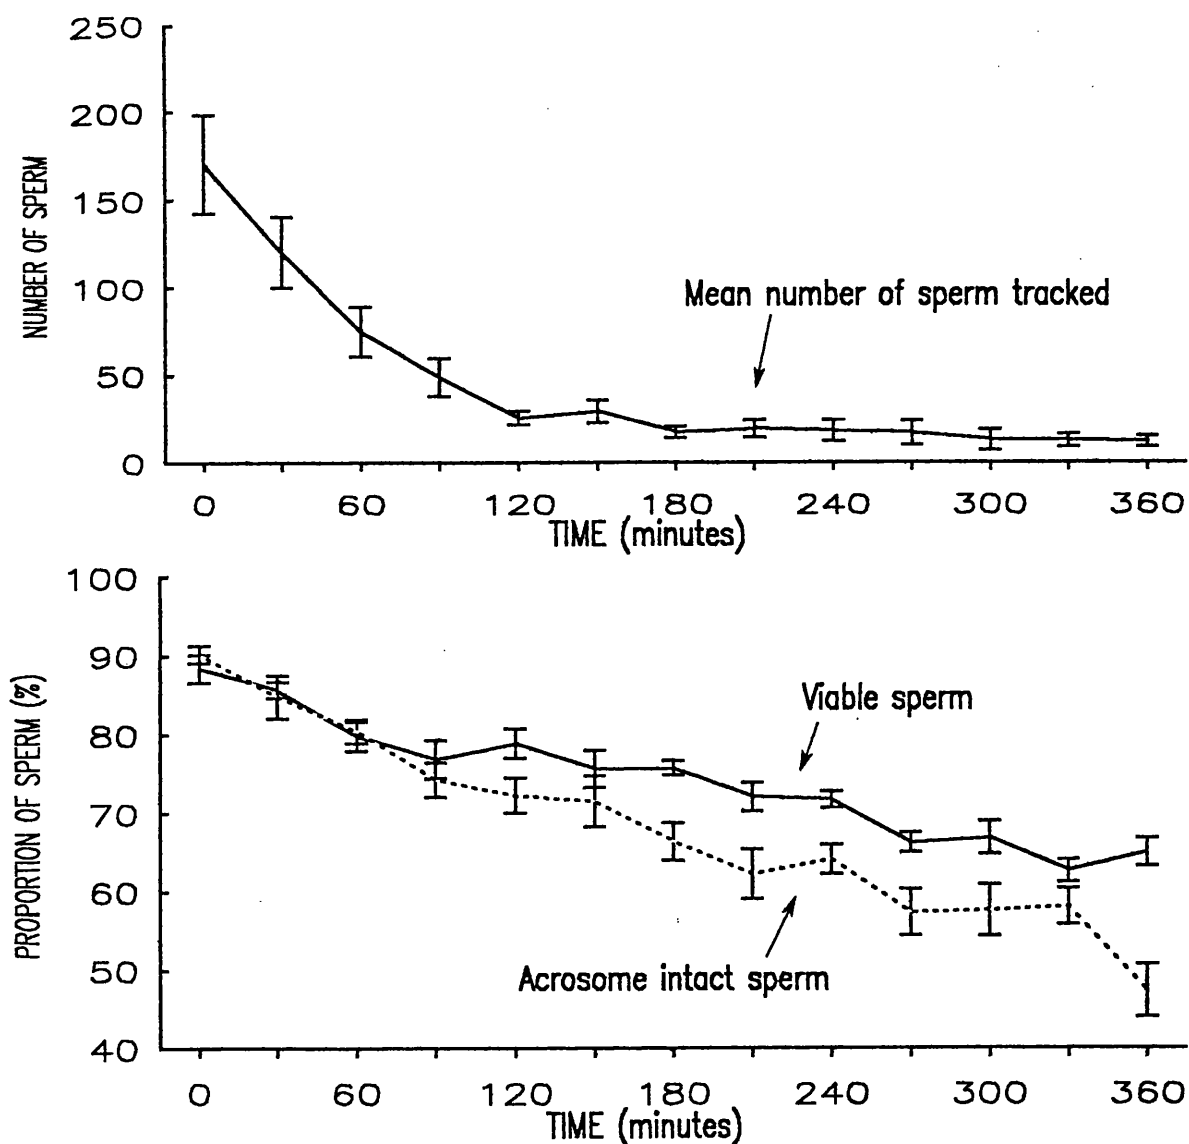 250
200
150
100
50
0
NUMBER OF SPERM
Mean number of sperm tracked
0 60 120 180 240 300 360
TIME (minutes)
100
90
80
70
60
50
40
PROPORTION OF SPERM (%)
Viable sperm
Acrosome intact sperm
0 60 120 180 240 300 360
TIME (minutes)